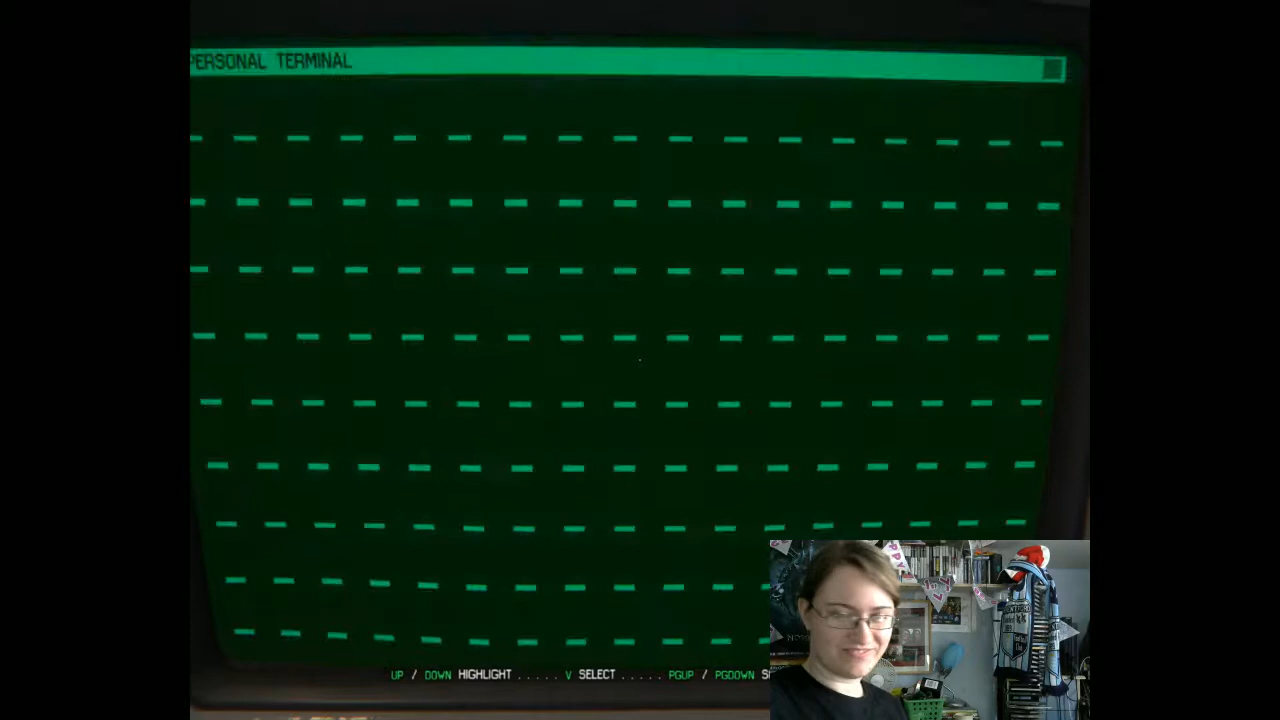 PERSONAL TERMINAL
UP / DOWN HIGHLIGHT ..... V SELECT ..... PGUP / PGDOWN